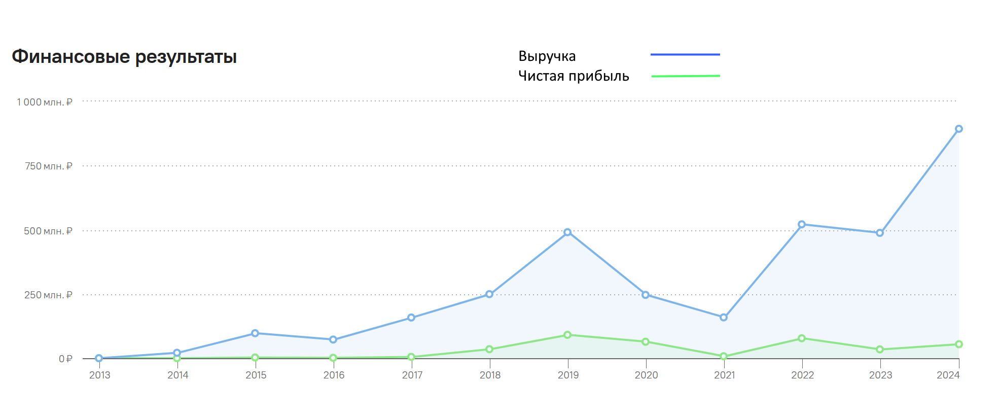 Финансовые результаты
Выручка
Чистая прибыль
1 000 млн. ₽
750 млн. ₽
500 млн. ₽
250 млн. ₽
0 ₽
2013 2014 2015 2016 2017 2018 2019 2020 2021 2022 2023 2024